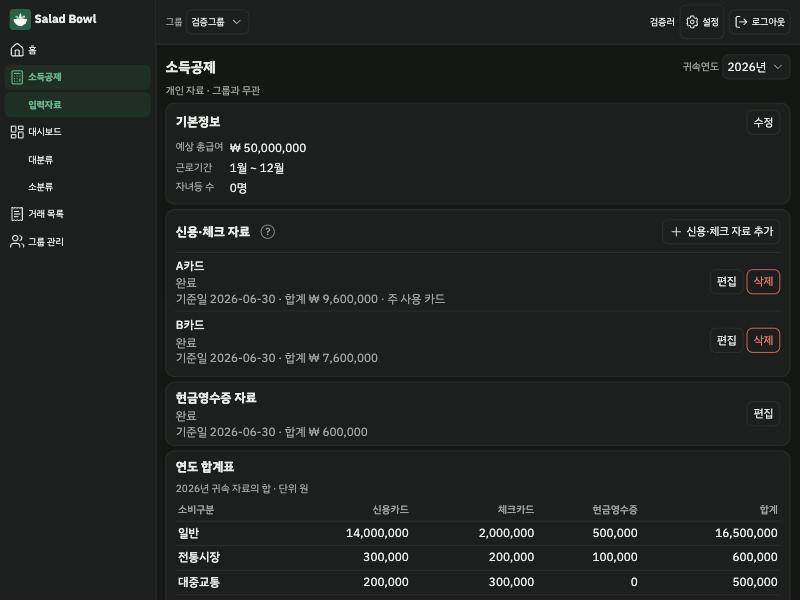 Salad Bowl
그룹 검증그룹
검증러 설정 로그아웃
홈
소득공제
입력자료
대시보드
대분류
소분류
거래 목록
그룹 관리
소득공제
귀속연도 2026년
개인 자료 · 그룹과 무관
기본정보
수정
예상 총급여 ₩ 50,000,000
근로기간 1월 ~ 12월
자녀등 수 0명
신용·체크 자료 ?
+ 신용·체크 자료 추가
A카드
완료
기준일 2026-06-30 · 합계 ₩ 9,600,000 · 주 사용 카드
편집 삭제
B카드
완료
기준일 2026-06-30 · 합계 ₩ 7,600,000
편집 삭제
현금영수증 자료
완료
기준일 2026-06-30 · 합계 ₩ 600,000
편집
연도 합계표
2026년 귀속 자료의 합 · 단위 원
소비구분 신용카드 체크카드 현금영수증 합계
일반 14,000,000 2,000,000 500,000 16,500,000
전통시장 300,000 200,000 100,000 600,000
대중교통 200,000 300,000 0 500,000